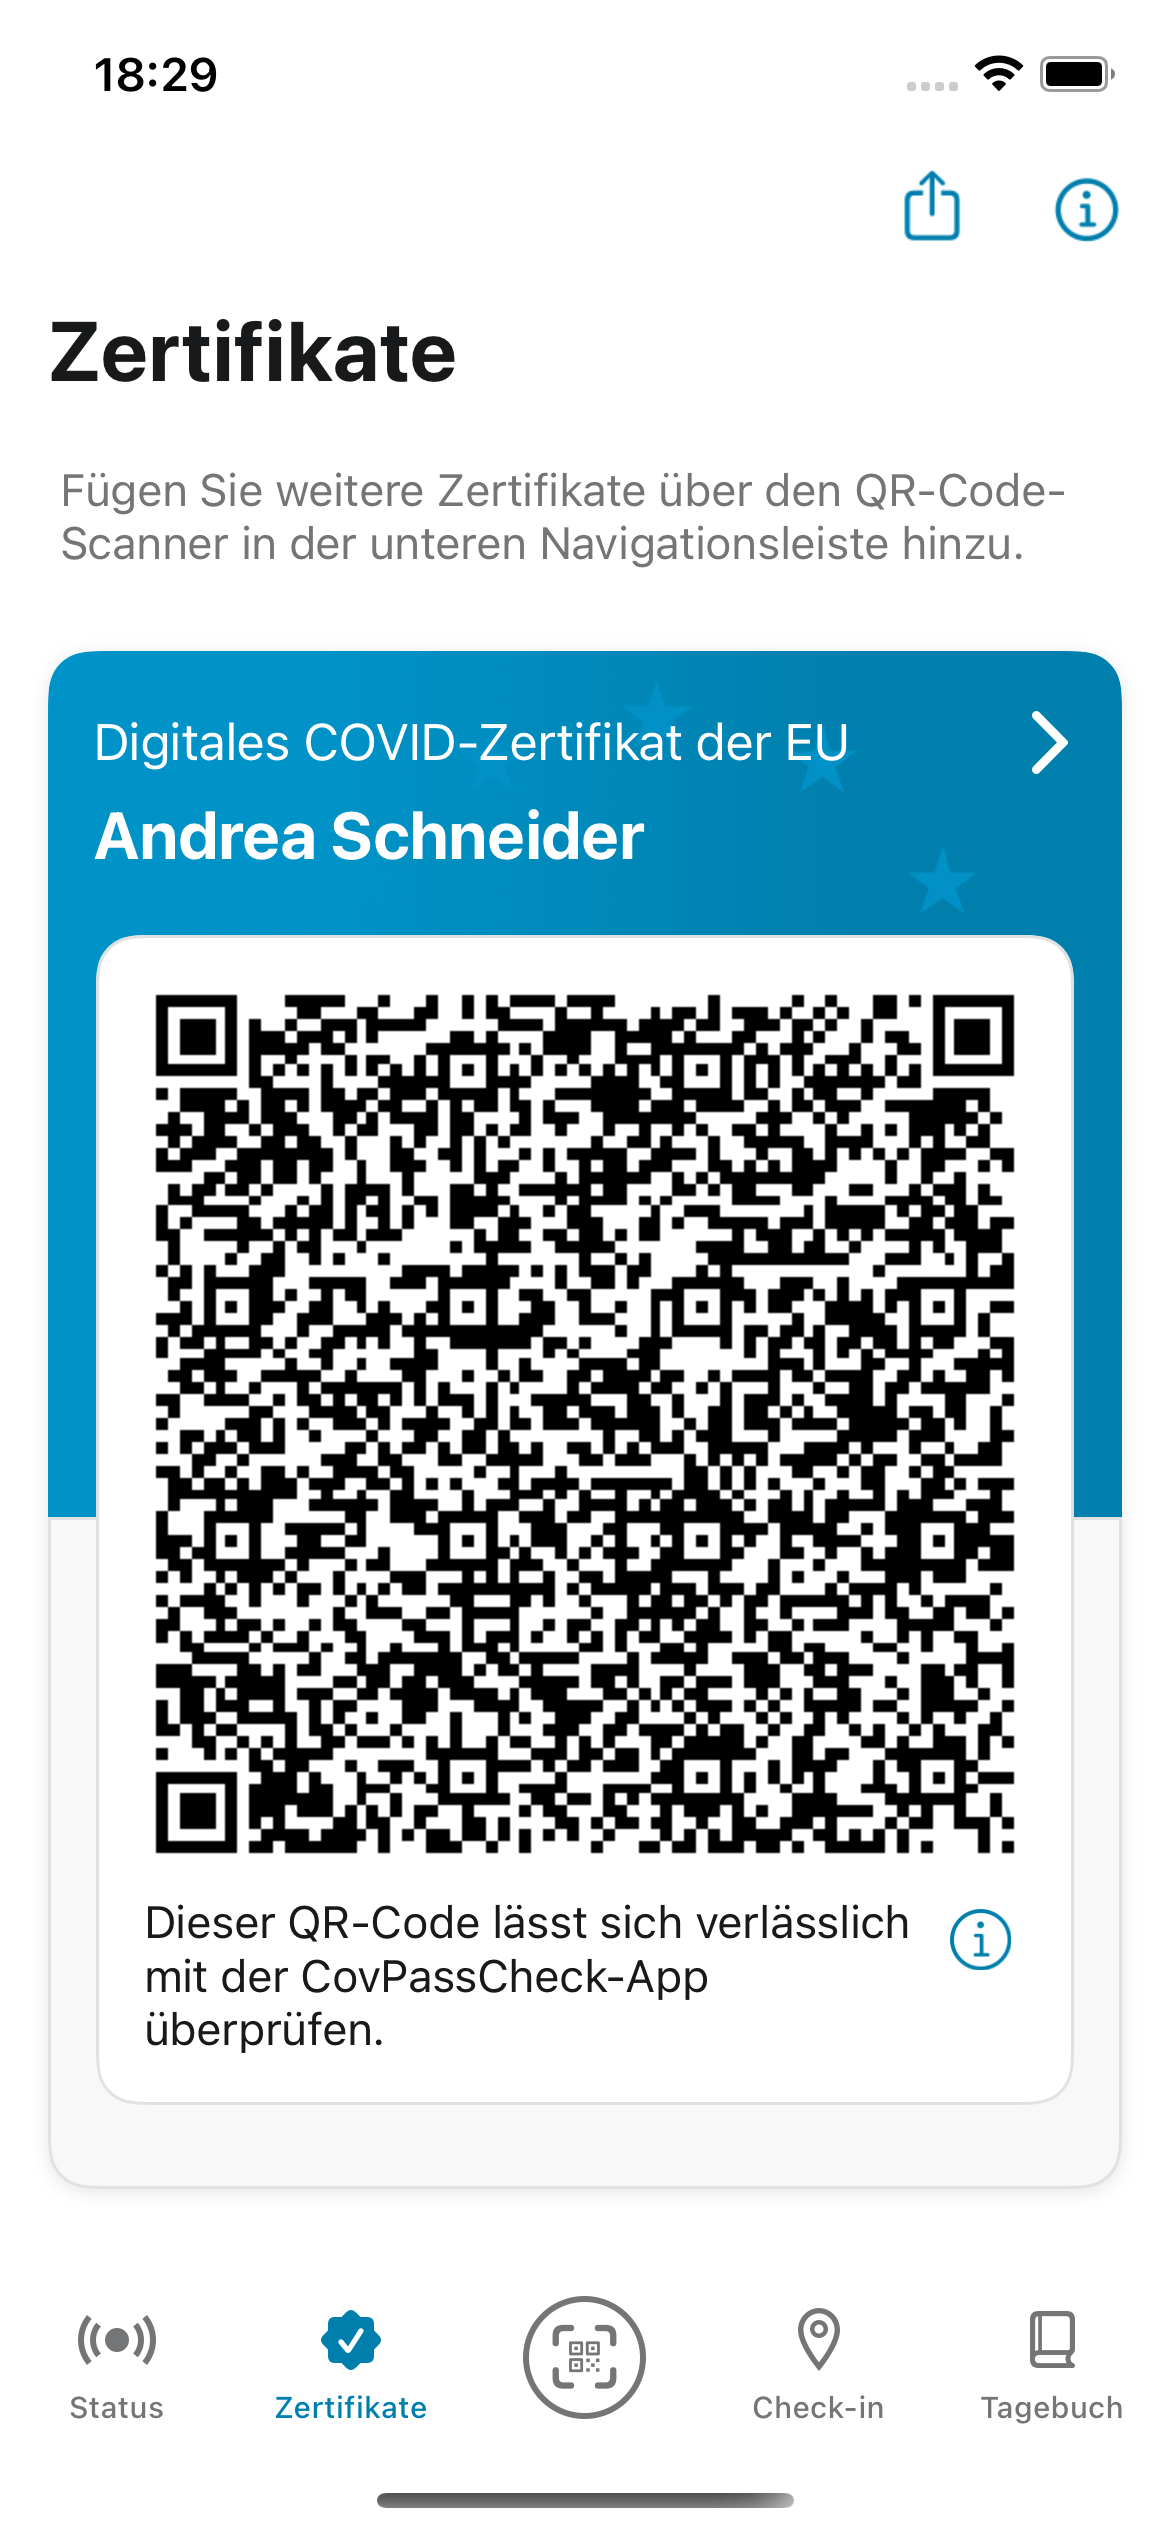 18:29
Zertifikate
Fügen Sie weitere Zertifikate über den QR-Code-
Scanner in der unteren Navigationsleiste hinzu.
Digitales COVID-Zertifikat der EU
Andrea Schneider
Dieser QR-Code lässt sich verlässlich
mit der CovPassCheck-App
überprüfen.
Status
Zertifikate
Check-in
Tagebuch